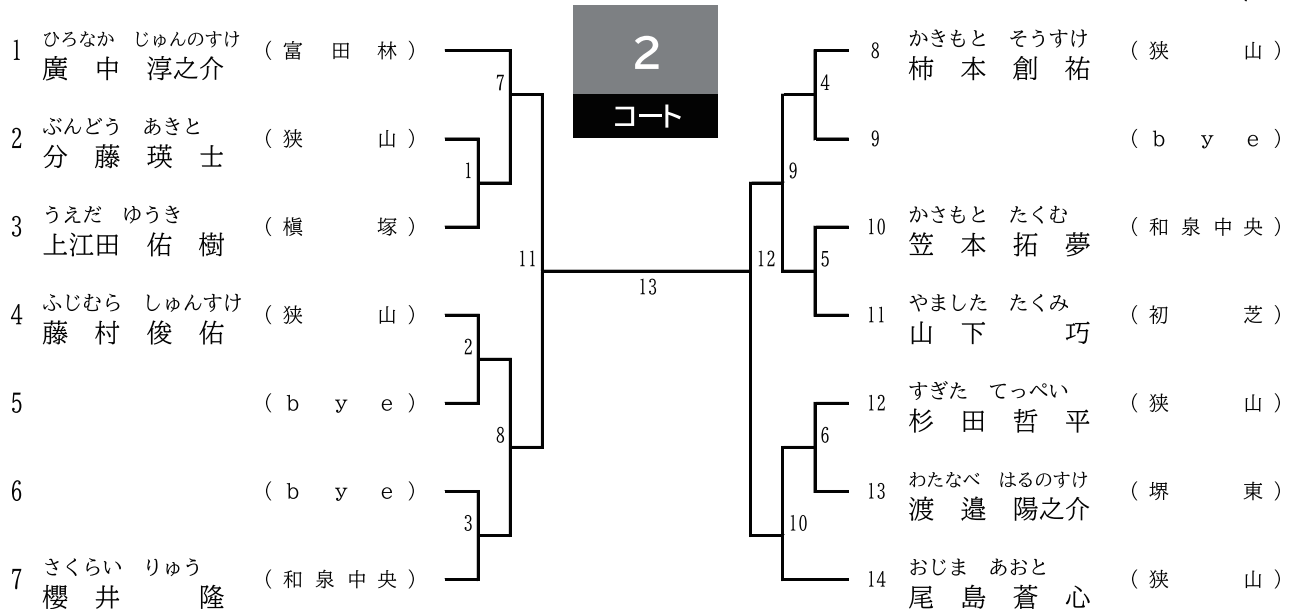 2
コート
ひろなか じゅんのすけ
1 廣中 淳之介 (富田林)
7
ぶんどう あきと
2 分藤 瑛士 (狭山)
1
うえだ ゆうき
3 上江田 佑樹 (槇塚)
11
ふじむら しゅんすけ
4 藤村 俊佑 (狭山)
2
5 (bye)
8
6 (bye)
3
さくらい りゅう
7 櫻井 隆 (和泉中央)
13
かきもと そうすけ
8 柿本 創祐 (狭山)
4
9 (bye)
9
かさもと たくむ
10 笠本 拓夢 (和泉中央)
12
5
やました たくみ
11 山下 巧 (初芝)
すぎた てっぺい
12 杉田 哲平 (狭山)
6
わたなべ はるのすけ
13 渡邉 陽之介 (堺東)
10
おじま あおと
14 尾島 蒼心 (狭山)